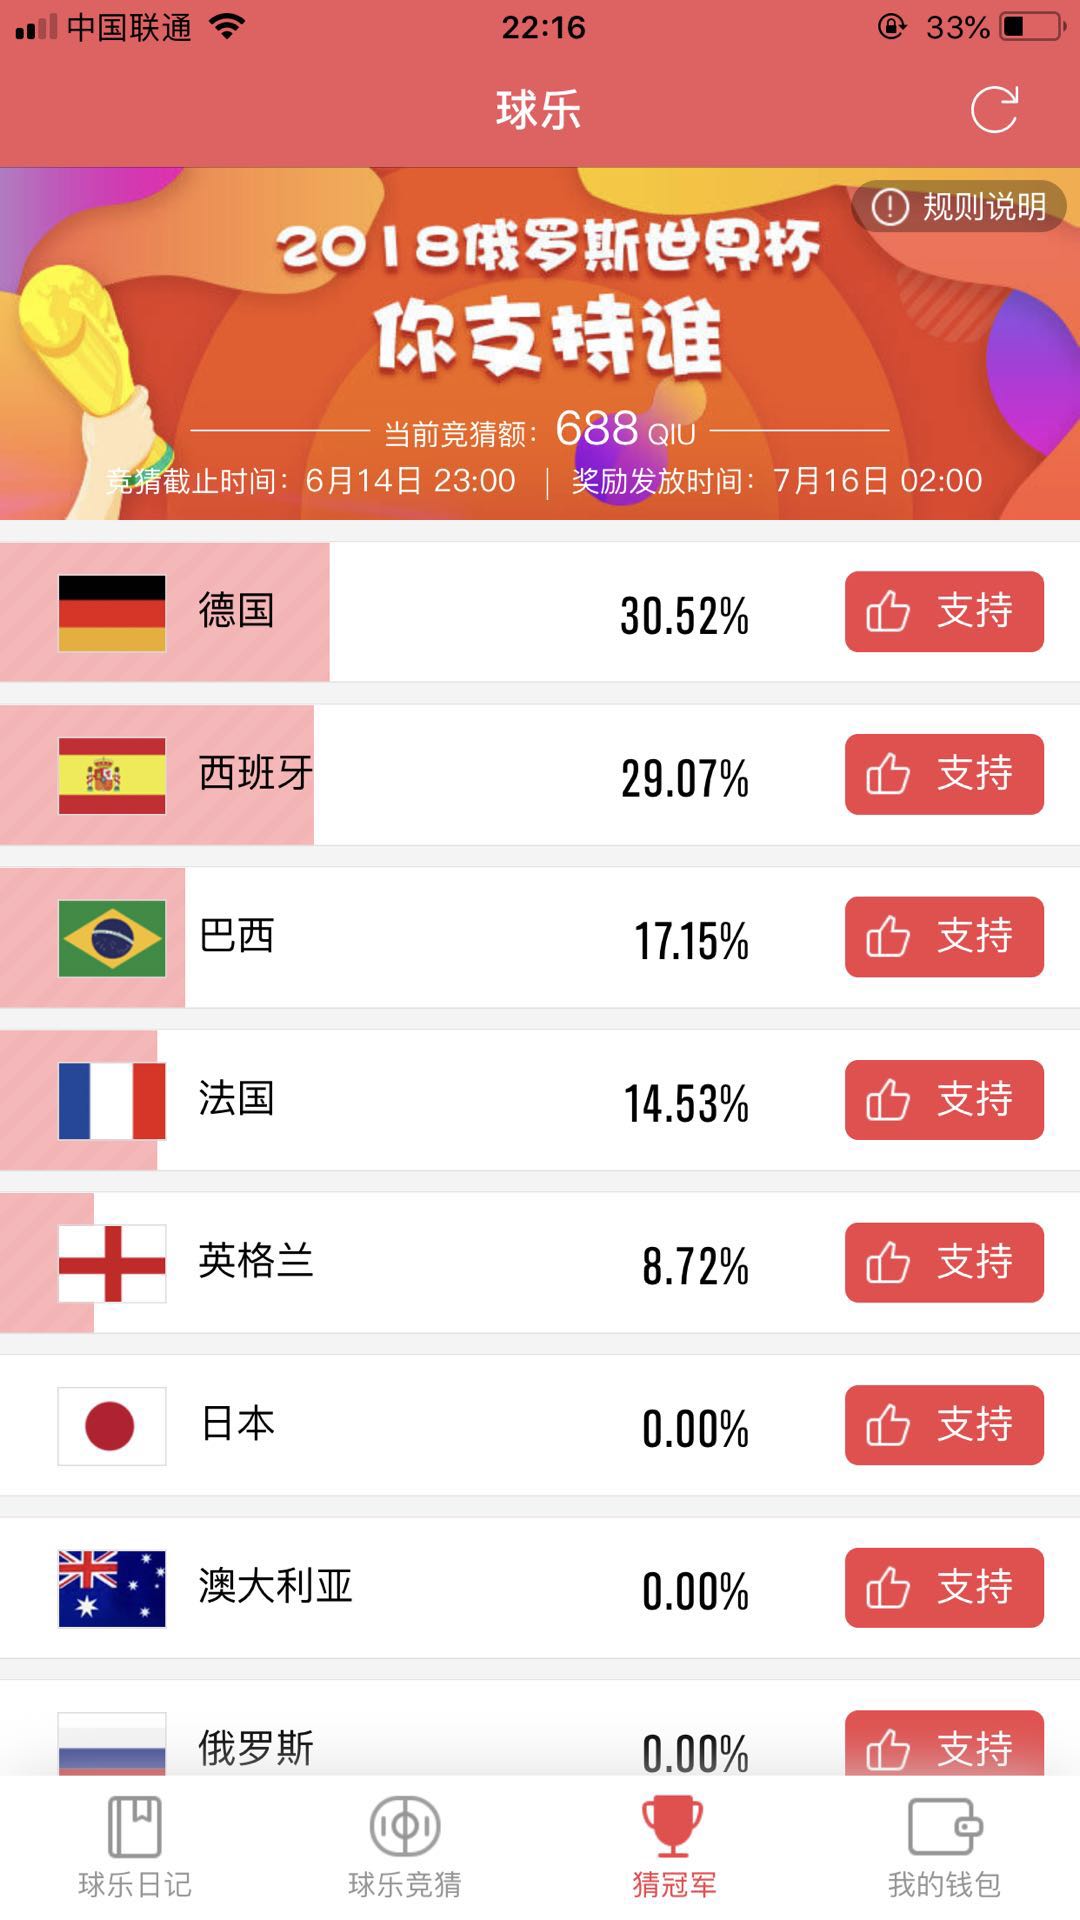 中国联通 22:16 33%
球乐
规则说明
2018俄罗斯世界杯
你支持谁
当前竞猜额：688 QIU
竞猜截止时间：6月14日 23:00 | 奖励发放时间：7月16日 02:00
德国 30.52% 支持
西班牙 29.07% 支持
巴西 17.15% 支持
法国 14.53% 支持
英格兰 8.72% 支持
日本 0.00% 支持
澳大利亚 0.00% 支持
俄罗斯 0.00% 支持
球乐日记 球乐竞猜 猜冠军 我的钱包